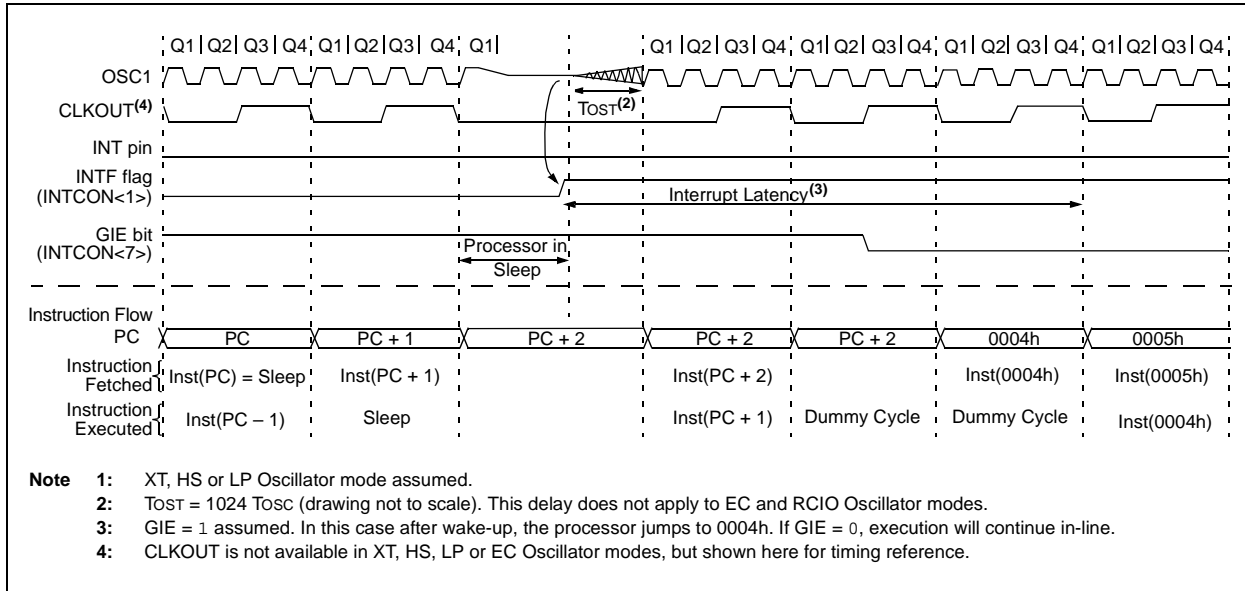 Q1 Q2 Q3 Q4 Q1 Q2 Q3 Q4 Q1 Q1 Q2 Q3 Q4 Q1 Q2 Q3 Q4 Q1 Q2 Q3 Q4 Q1 Q2 Q3 Q4
OSC1
CLKOUT(4)
TOST(2)
INT pin
INTF flag
(INTCON<1>)
Interrupt Latency(3)
GIE bit
(INTCON<7>)
Processor in
Sleep
Instruction Flow
PC PC PC + 1 PC + 2 PC + 2 PC + 2 0004h 0005h
Instruction
Fetched Inst(PC) = Sleep Inst(PC + 1) Inst(PC + 2) Inst(0004h) Inst(0005h)
Instruction
Executed Inst(PC – 1) Sleep Inst(PC + 1) Dummy Cycle Dummy Cycle Inst(0004h)
Note 1: XT, HS or LP Oscillator mode assumed.
2: TOST = 1024 TOSC (drawing not to scale). This delay does not apply to EC and RCIO Oscillator modes.
3: GIE = 1 assumed. In this case after wake-up, the processor jumps to 0004h. If GIE = 0, execution will continue in-line.
4: CLKOUT is not available in XT, HS, LP or EC Oscillator modes, but shown here for timing reference.